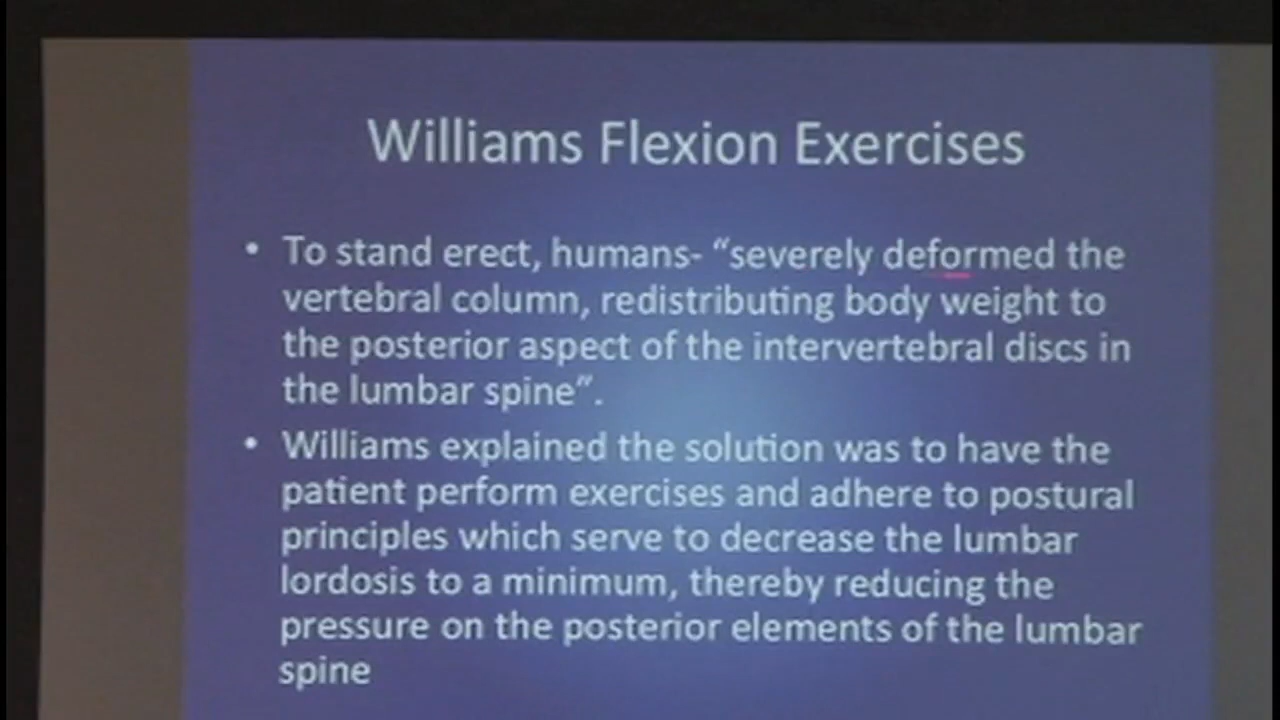 Williams Flexion Exercises
• To stand erect, humans- “severely deformed the
vertebral column, redistributing body weight to
the posterior aspect of the intervertebral discs in
the lumbar spine”.
• Williams explained the solution was to have the
patient perform exercises and adhere to postural
principles which serve to decrease the lumbar
lordosis to a minimum, thereby reducing the
pressure on the posterior elements of the lumbar
spine